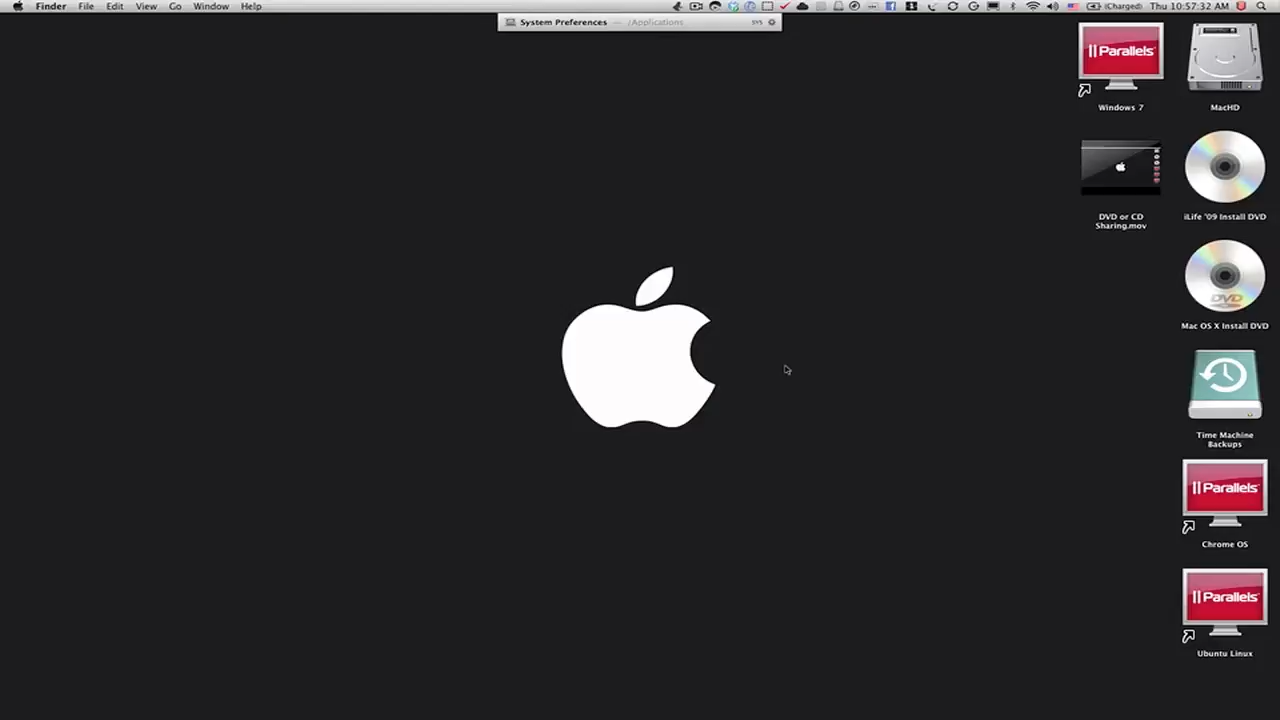 Finder File Edit View Go Window Help (Charged) Thu 10:57:32 AM
System Preferences — /Applications SYS
Parallels
Windows 7
MacHD
DVD or CD
Sharing.mov
iLife '09 Install DVD
DVD
Mac OS X Install DVD
Time Machine
Backups
Parallels
Chrome OS
Parallels
Ubuntu Linux